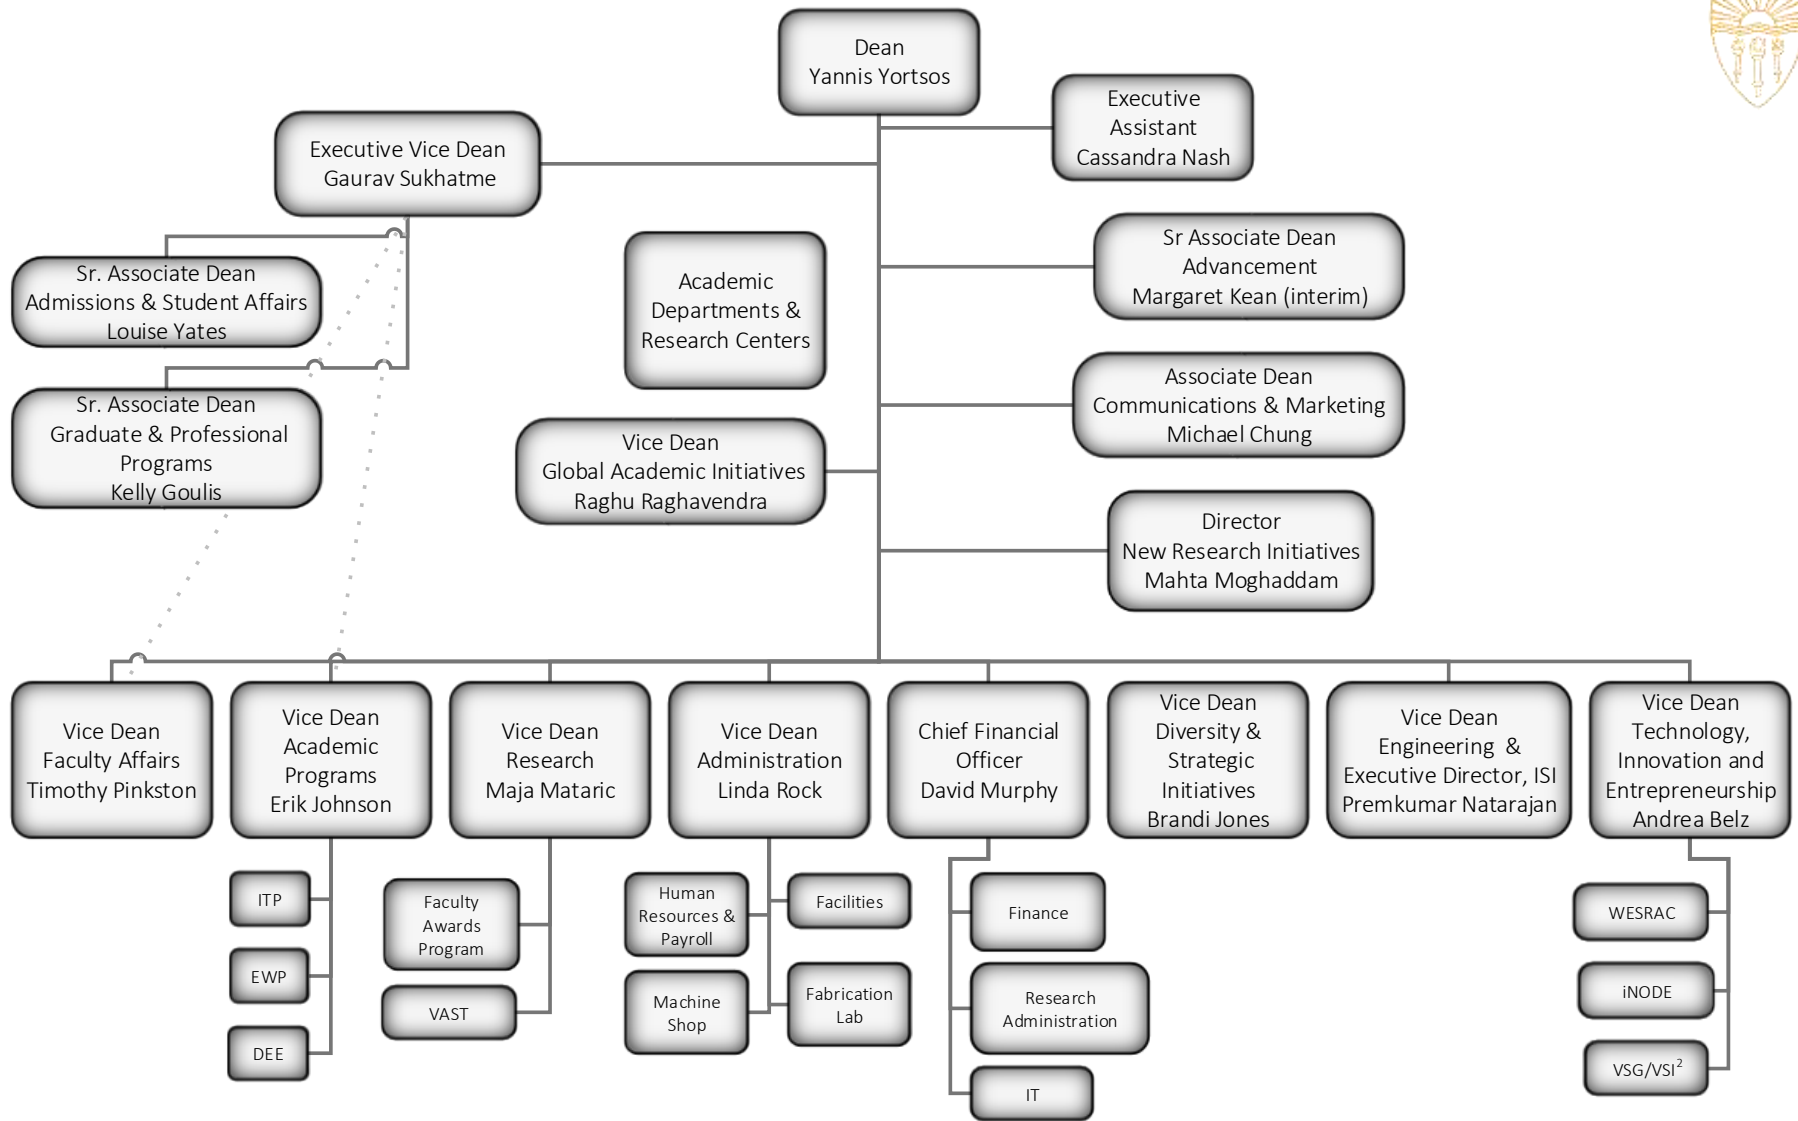 Dean
Yannis Yortsos
Executive
Assistant
Cassandra Nash
Executive Vice Dean
Gaurav Sukhatme
Sr Associate Dean
Advancement
Margaret Kean (interim)
Academic
Departments &
Research Centers
Sr. Associate Dean
Admissions & Student Affairs
Louise Yates
Associate Dean
Communications & Marketing
Michael Chung
Sr. Associate Dean
Graduate & Professional
Programs
Kelly Goulis
Vice Dean
Global Academic Initiatives
Raghu Raghavendra
Director
New Research Initiatives
Mahta Moghaddam
Vice Dean
Faculty Affairs
Timothy Pinkston
Vice Dean
Academic
Programs
Erik Johnson
Vice Dean
Research
Maja Mataric
Vice Dean
Administration
Linda Rock
Chief Financial
Officer
David Murphy
Vice Dean
Diversity &
Strategic
Initiatives
Brandi Jones
Vice Dean
Engineering &
Executive Director, ISI
Premkumar Natarajan
Vice Dean
Technology,
Innovation and
Entrepreneurship
Andrea Belz
ITP
EWP
DEE
Faculty
Awards
Program
VAST
Human
Resources &
Payroll
Facilities
Machine
Shop
Fabrication
Lab
Finance
Research
Administration
IT
WESRAC
iNODE
VSG/VSI²